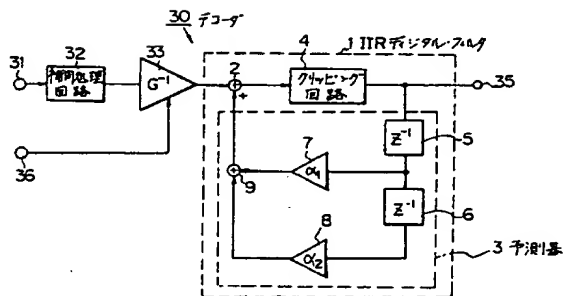 30 デコーダ
1 IIRディジタル・フィルタ
31
32
補間処理
回路
33
G⁻¹
2
+
4
クリッピング
回路
35
36
Z⁻¹
5
7
α₁
9
Z⁻¹
6
8
α₂
3 予測器